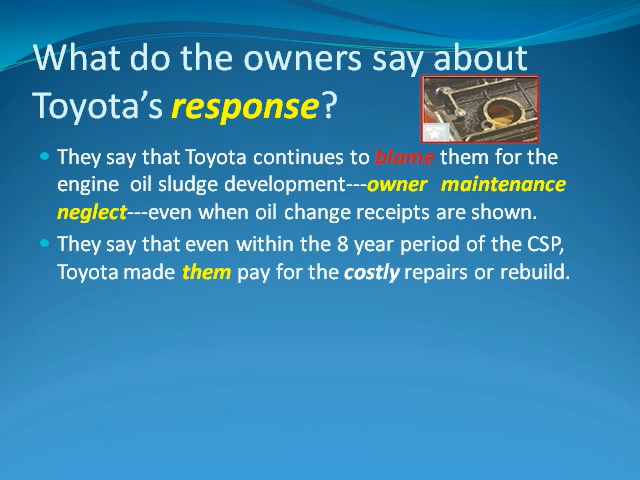 What do the owners say about
Toyota's response?
They say that Toyota continues to blame them for the
engine oil sludge development---owner maintenance
neglect---even when oil change receipts are shown.
They say that even within the 8 year period of the CSP,
Toyota made them pay for the costly repairs or rebuild.